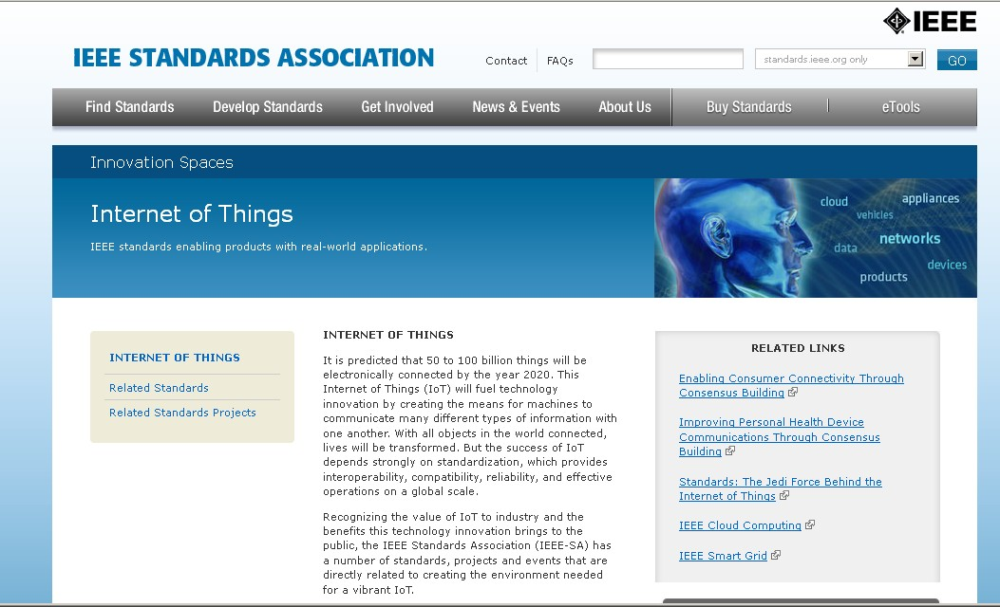 IEEE
IEEE STANDARDS ASSOCIATION
Contact
FAQs
standards.ieee.org only
GO
Find Standards
Develop Standards
Get Involved
News & Events
About Us
Buy Standards
eTools
Innovation Spaces
Internet of Things
IEEE standards enabling products with real-world applications.
cloud
appliances
vehicles
networks
data
devices
products
INTERNET OF THINGS
Related Standards
Related Standards Projects
INTERNET OF THINGS
It is predicted that 50 to 100 billion things will be
electronically connected by the year 2020. This
Internet of Things (IoT) will fuel technology
innovation by creating the means for machines to
communicate many different types of information with
one another. With all objects in the world connected,
lives will be transformed. But the success of IoT
depends strongly on standardization, which provides
interoperability, compatibility, reliability, and effective
operations on a global scale.
Recognizing the value of IoT to industry and the
benefits this technology innovation brings to the
public, the IEEE Standards Association (IEEE-SA) has
a number of standards, projects and events that are
directly related to creating the environment needed
for a vibrant IoT.
RELATED LINKS
Enabling Consumer Connectivity Through
Consensus Building
Improving Personal Health Device
Communications Through Consensus
Building
Standards: The Jedi Force Behind the
Internet of Things
IEEE Cloud Computing
IEEE Smart Grid